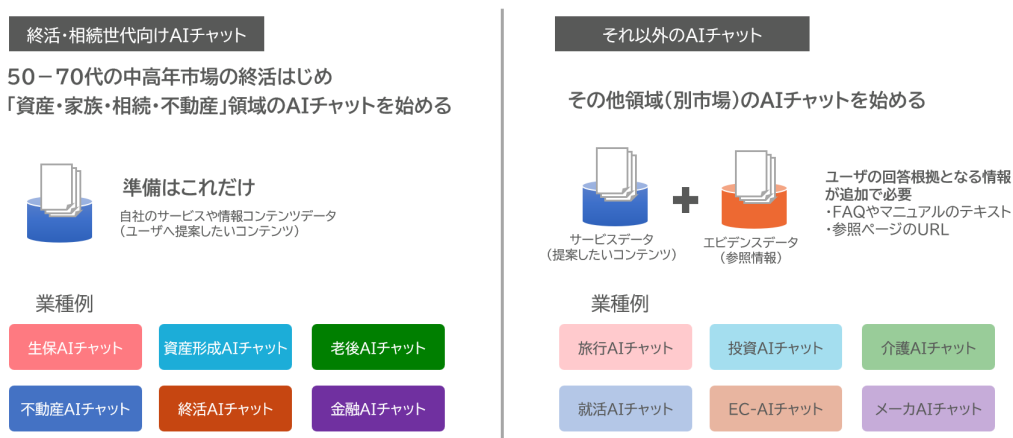 終活・相続世代向けAIチャット
50－70代の中高年市場の終活はじめ
「資産・家族・相続・不動産」領域のAIチャットを始める
準備はこれだけ
自社のサービスや情報コンテンツデータ
（ユーザへ提案したいコンテンツ）
業種例
生保AIチャット
資産形成AIチャット
老後AIチャット
不動産AIチャット
終活AIチャット
金融AIチャット
それ以外のAIチャット
その他領域（別市場）のAIチャットを始める
サービスデータ
（提案したいコンテンツ）
エビデンスデータ
（参照情報）
ユーザの回答根拠となる情報
が追加で必要
・FAQやマニュアルのテキスト
・参照ページのURL
業種例
旅行AIチャット
投資AIチャット
介護AIチャット
就活AIチャット
EC-AIチャット
メーカAIチャット